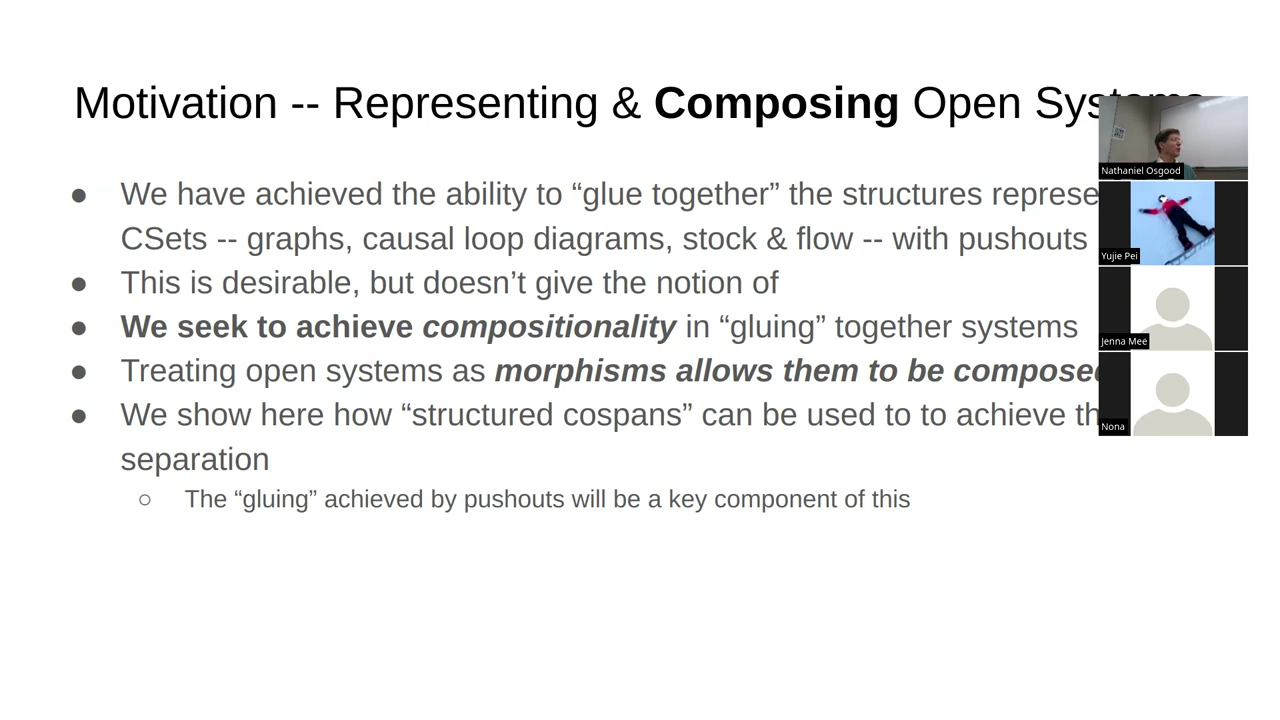 Motivation -- Representing & Composing Open Systems
● We have achieved the ability to “glue together” the structures represe
CSets -- graphs, causal loop diagrams, stock & flow -- with pushouts
● This is desirable, but doesn’t give the notion of
● We seek to achieve compositionality in “gluing” together systems
● Treating open systems as morphisms allows them to be composed
● We show here how “structured cospans” can be used to to achieve th
separation
○ The “gluing” achieved by pushouts will be a key component of this
Nathaniel Osgood
Yujie Pei
Jenna Mee
Nona